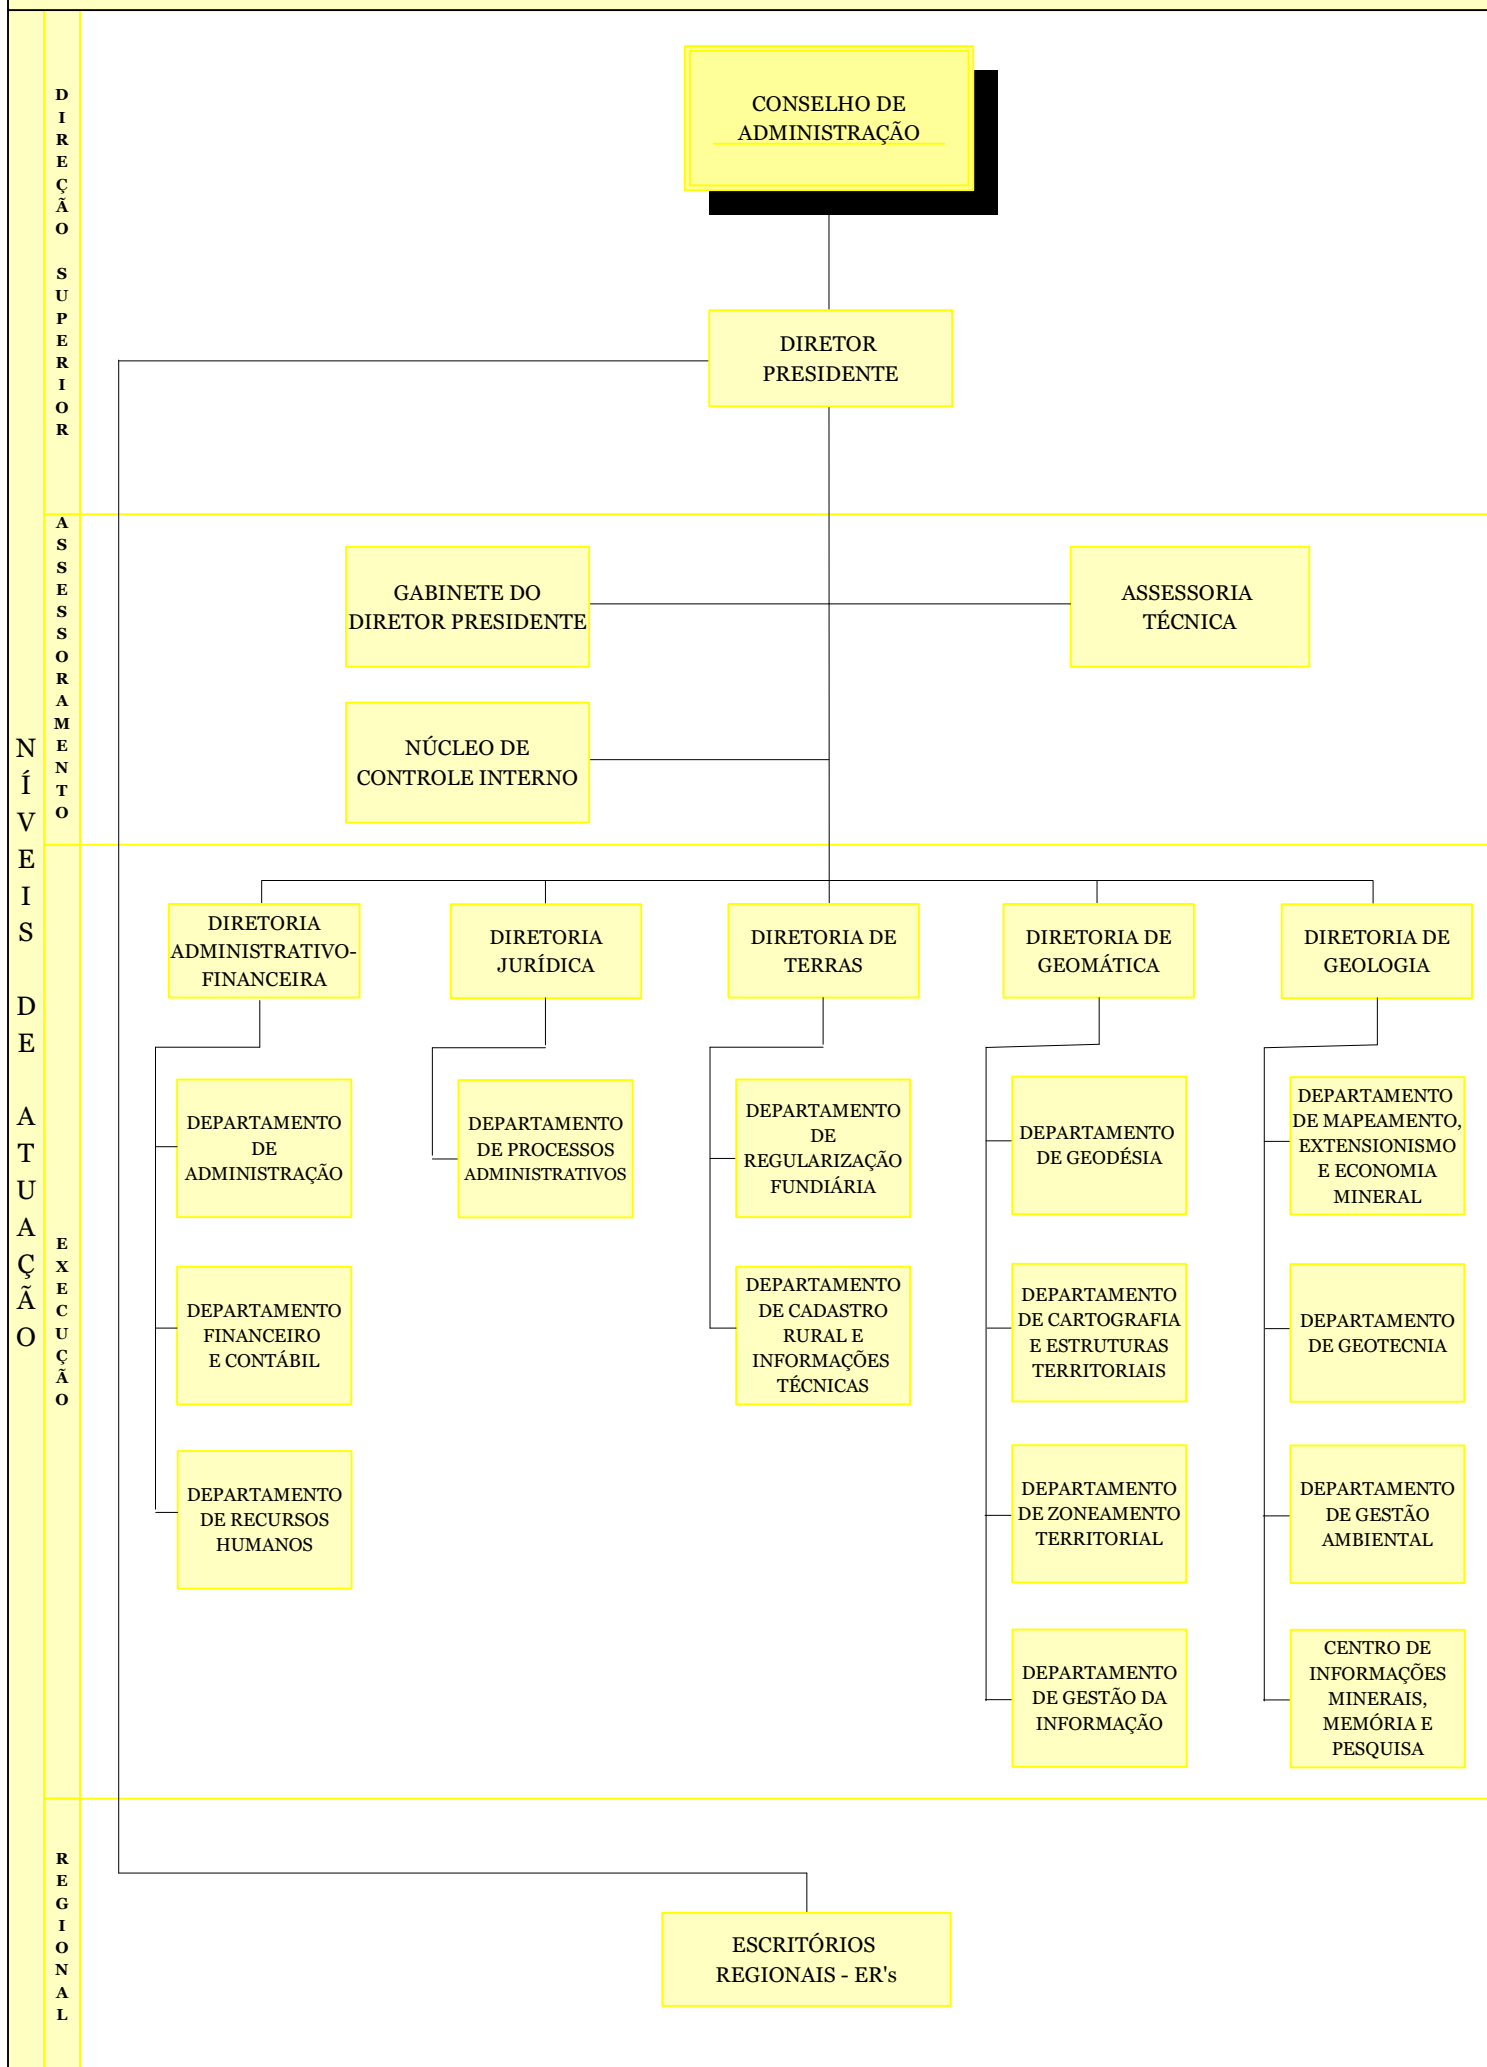 NÍVEIS DE ATUAÇÃO
DIREÇÃO SUPERIOR
CONSELHO DE
ADMINISTRAÇÃO
DIRETOR
PRESIDENTE
ASSESSORAMENTO
GABINETE DO
DIRETOR PRESIDENTE
ASSESSORIA
TÉCNICA
NÚCLEO DE
CONTROLE INTERNO
EXECUÇÃO
DIRETORIA
ADMINISTRATIVO-
FINANCEIRA
DIRETORIA
JURÍDICA
DIRETORIA DE
TERRAS
DIRETORIA DE
GEOMÁTICA
DIRETORIA DE
GEOLOGIA
DEPARTAMENTO
DE
ADMINISTRAÇÃO
DEPARTAMENTO
DE PROCESSOS
ADMINISTRATIVOS
DEPARTAMENTO
DE
REGULARIZAÇÃO
FUNDIÁRIA
DEPARTAMENTO
DE GEODÉSIA
DEPARTAMENTO
DE MAPEAMENTO,
EXTENSIONISMO
E ECONOMIA
MINERAL
DEPARTAMENTO
FINANCEIRO
E CONTÁBIL
DEPARTAMENTO
DE CADASTRO
RURAL E
INFORMAÇÕES
TÉCNICAS
DEPARTAMENTO
DE CARTOGRAFIA
E ESTRUTURAS
TERRITORIAIS
DEPARTAMENTO
DE GEOTECNIA
DEPARTAMENTO
DE RECURSOS
HUMANOS
DEPARTAMENTO
DE ZONEAMENTO
TERRITORIAL
DEPARTAMENTO
DE GESTÃO
AMBIENTAL
DEPARTAMENTO
DE GESTÃO DA
INFORMAÇÃO
CENTRO DE
INFORMAÇÕES
MINERAIS,
MEMÓRIA E
PESQUISA
REGIONAL
ESCRITÓRIOS
REGIONAIS - ER's